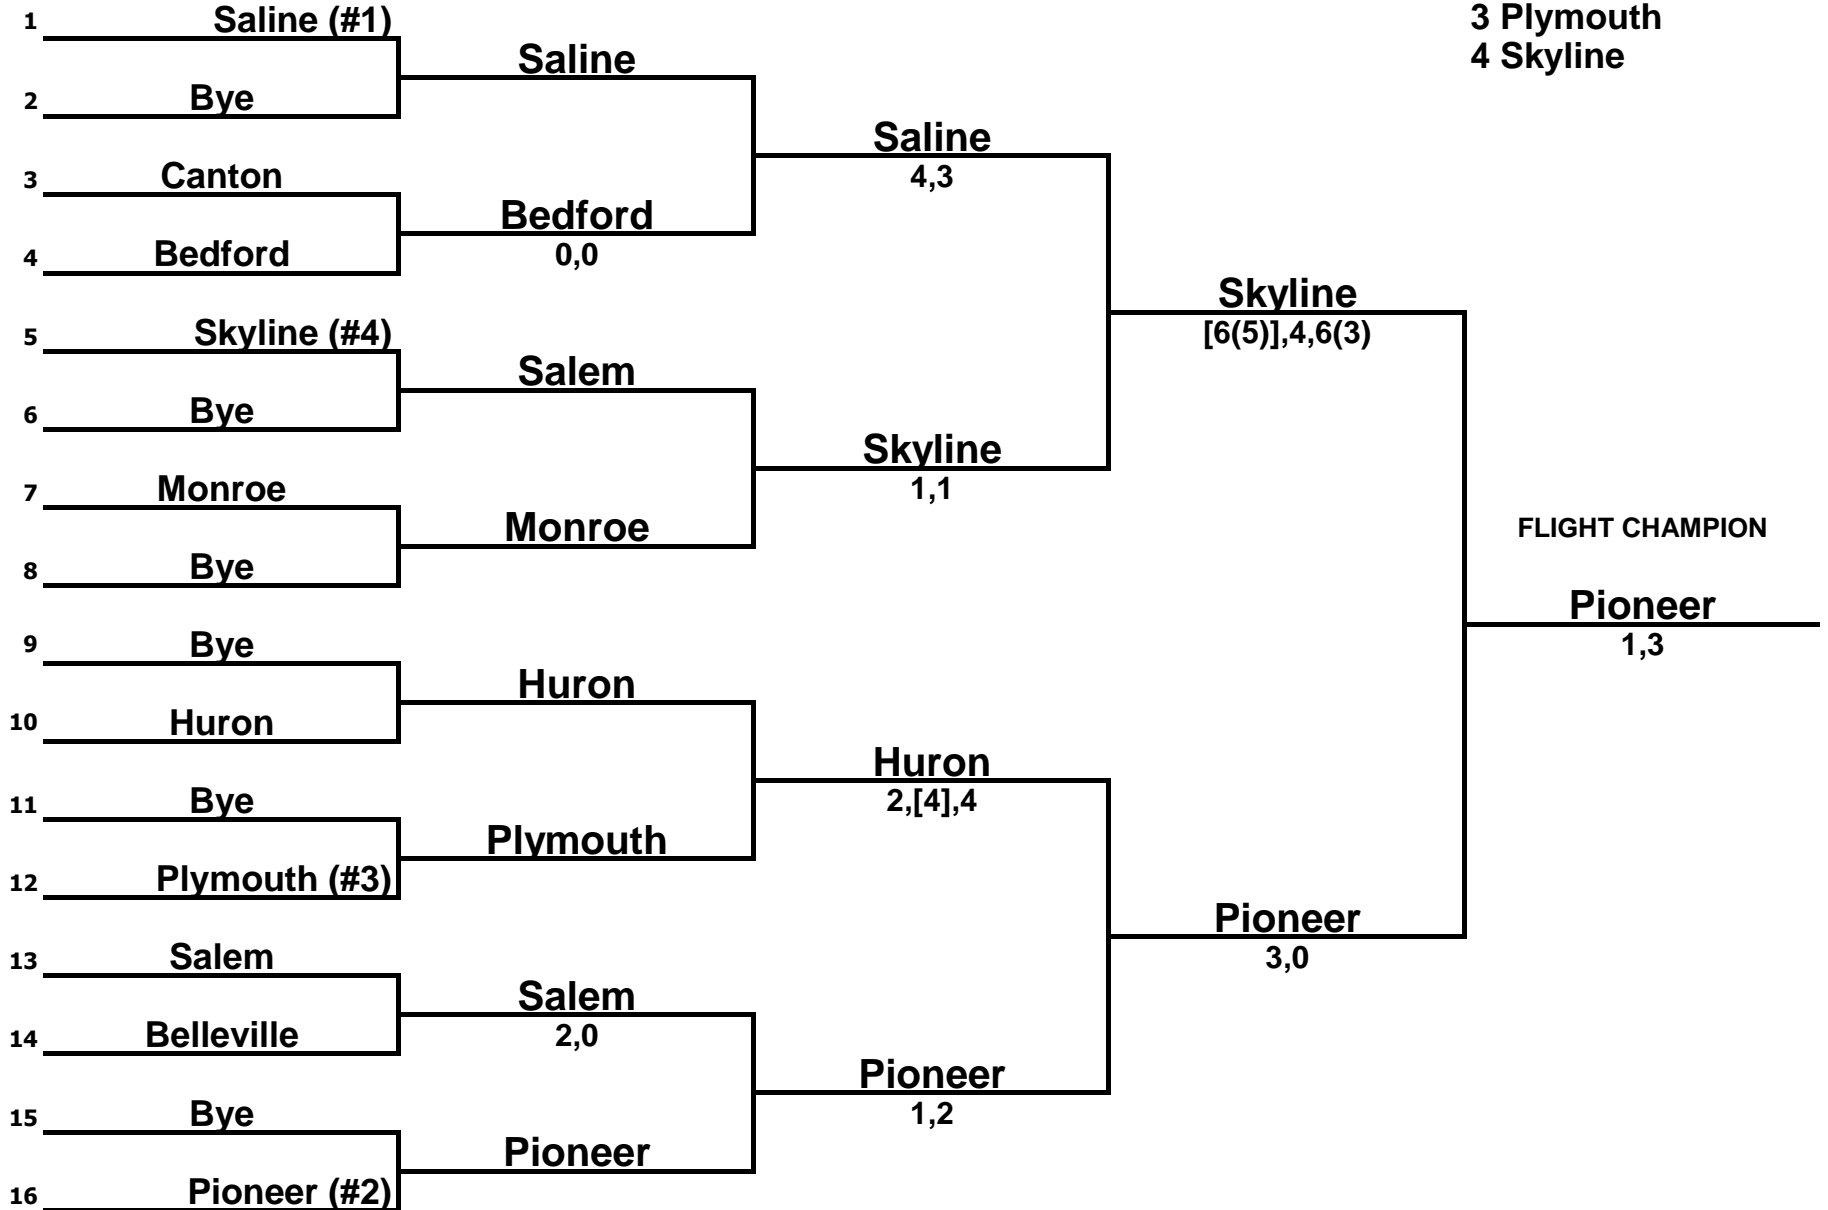 3 Plymouth
4 Skyline
1 Saline (#1)
2 Bye
3 Canton
4 Bedford
5 Skyline (#4)
6 Bye
7 Monroe
8 Bye
9 Bye
10 Huron
11 Bye
12 Plymouth (#3)
13 Salem
14 Belleville
15 Bye
16 Pioneer (#2)
Saline
Bedford
0,0
Salem
Monroe
Huron
Plymouth
Salem
2,0
Pioneer
Saline
4,3
Skyline
1,1
Huron
2,[4],4
Pioneer
1,2
Skyline
[6(5)],4,6(3)
Pioneer
3,0
FLIGHT CHAMPION
Pioneer
1,3